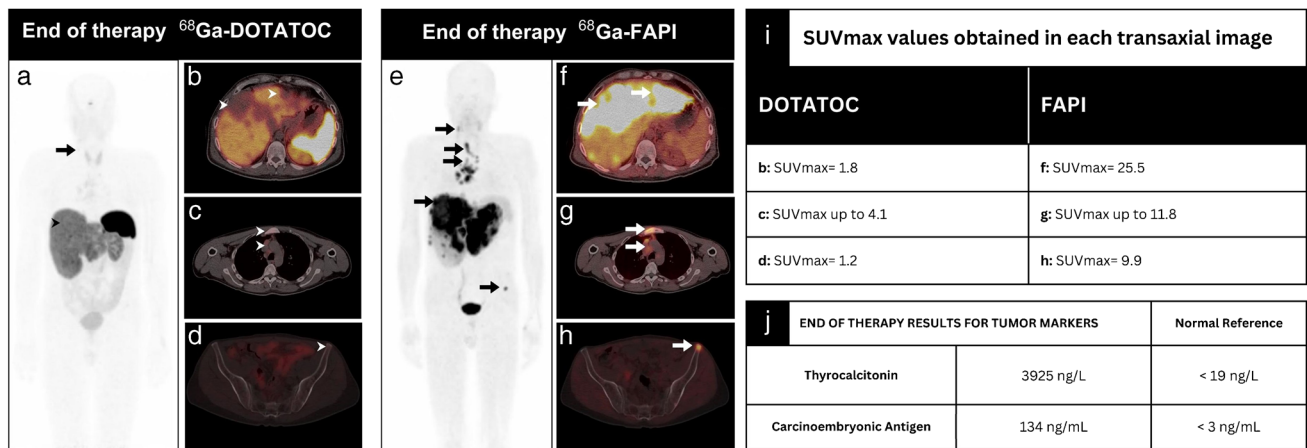 End of therapy ⁶⁸Ga-DOTATOC
a
b
c
d
End of therapy ⁶⁸Ga-FAPI
e
f
g
h
i SUVmax values obtained in each transaxial image
DOTATOC FAPI
b: SUVmax= 1.8 f: SUVmax= 25.5
c: SUVmax up to 4.1 g: SUVmax up to 11.8
d: SUVmax= 1.2 h: SUVmax= 9.9
j END OF THERAPY RESULTS FOR TUMOR MARKERS Normal Reference
Thyrocalcitonin 3925 ng/L < 19 ng/L
Carcinoembryonic Antigen 134 ng/mL < 3 ng/mL